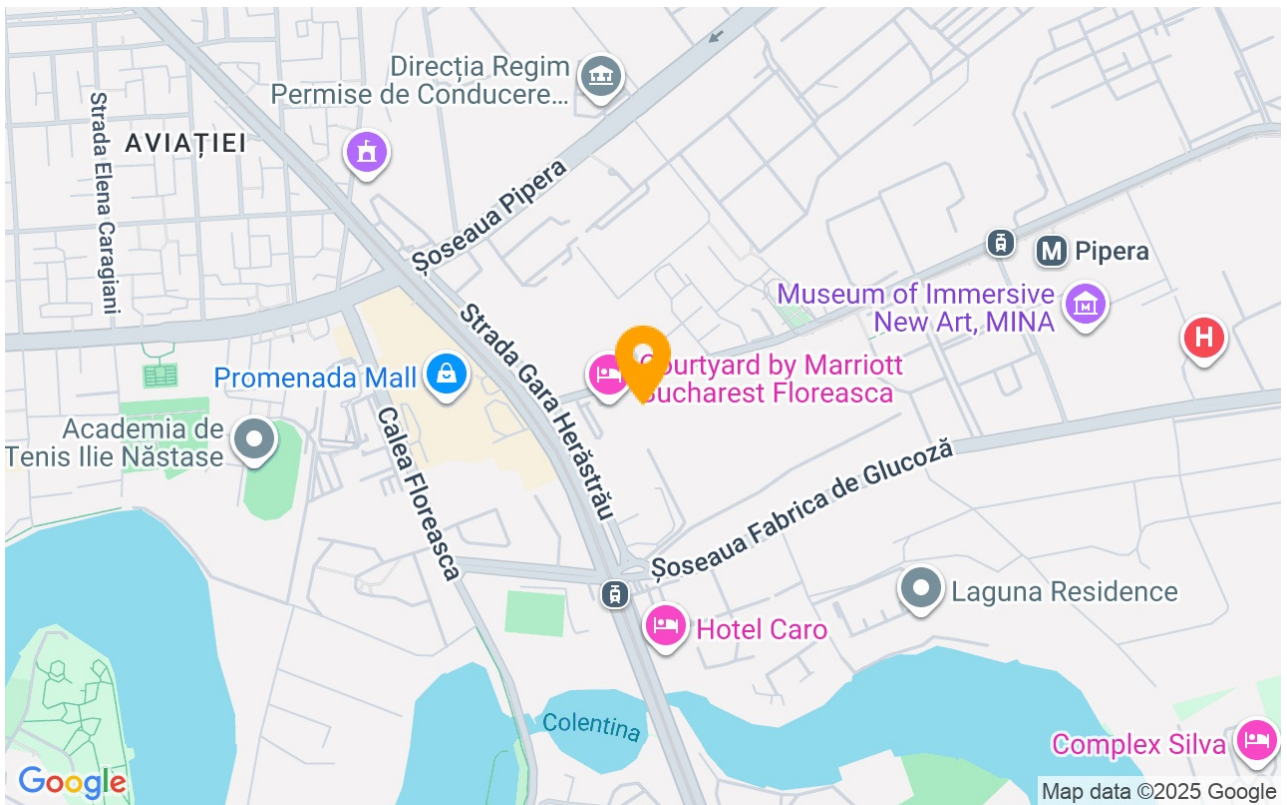 Direcția Regim
Permise de Conducere...
Strada Elena Caragiani
AVIAȚIEI
Șoseaua Pipera
M Pipera
Museum of Immersive
New Art, MINA
H
Strada Gara Herăstrău
Promenada Mall
Courtyard by Marriott
Bucharest Floreasca
Academia de
Tenis Ilie Năstase
Calea Floreasca
Șoseaua Fabrica de Glucoză
Laguna Residence
Hotel Caro
Colentina
Complex Silva
Google
Map data ©2025 Google